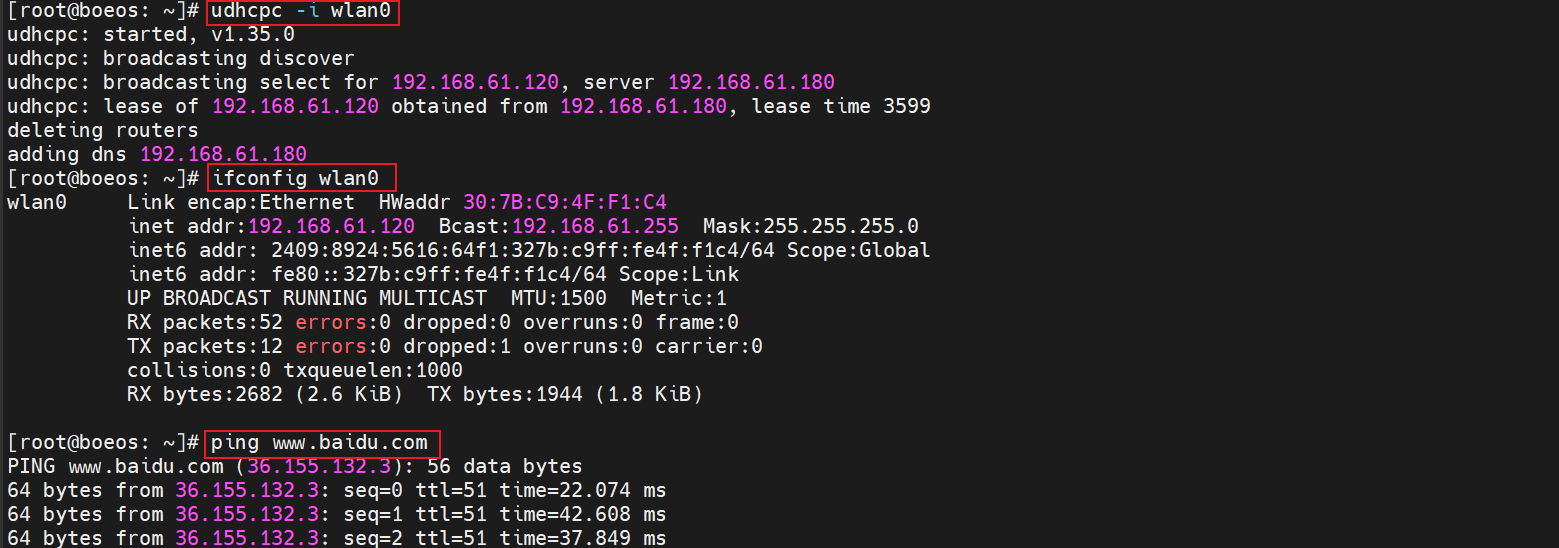 [root@boeos: ~]# udhcpc -i wlan0
udhcpc: started, v1.35.0
udhcpc: broadcasting discover
udhcpc: broadcasting select for 192.168.61.120, server 192.168.61.180
udhcpc: lease of 192.168.61.120 obtained from 192.168.61.180, lease time 3599
deleting routers
adding dns 192.168.61.180
[root@boeos: ~]# ifconfig wlan0
wlan0     Link encap:Ethernet  HWaddr 30:7B:C9:4F:F1:C4
          inet addr:192.168.61.120  Bcast:192.168.61.255  Mask:255.255.255.0
          inet6 addr: 2409:8924:5616:64f1:327b:c9ff:fe4f:f1c4/64 Scope:Global
          inet6 addr: fe80::327b:c9ff:fe4f:f1c4/64 Scope:Link
          UP BROADCAST RUNNING MULTICAST  MTU:1500  Metric:1
          RX packets:52 errors:0 dropped:0 overruns:0 frame:0
          TX packets:12 errors:0 dropped:1 overruns:0 carrier:0
          collisions:0 txqueuelen:1000
          RX bytes:2682 (2.6 KiB)  TX bytes:1944 (1.8 KiB)
[root@boeos: ~]# ping www.baidu.com
PING www.baidu.com (36.155.132.3): 56 data bytes
64 bytes from 36.155.132.3: seq=0 ttl=51 time=22.074 ms
64 bytes from 36.155.132.3: seq=1 ttl=51 time=42.608 ms
64 bytes from 36.155.132.3: seq=2 ttl=51 time=37.849 ms